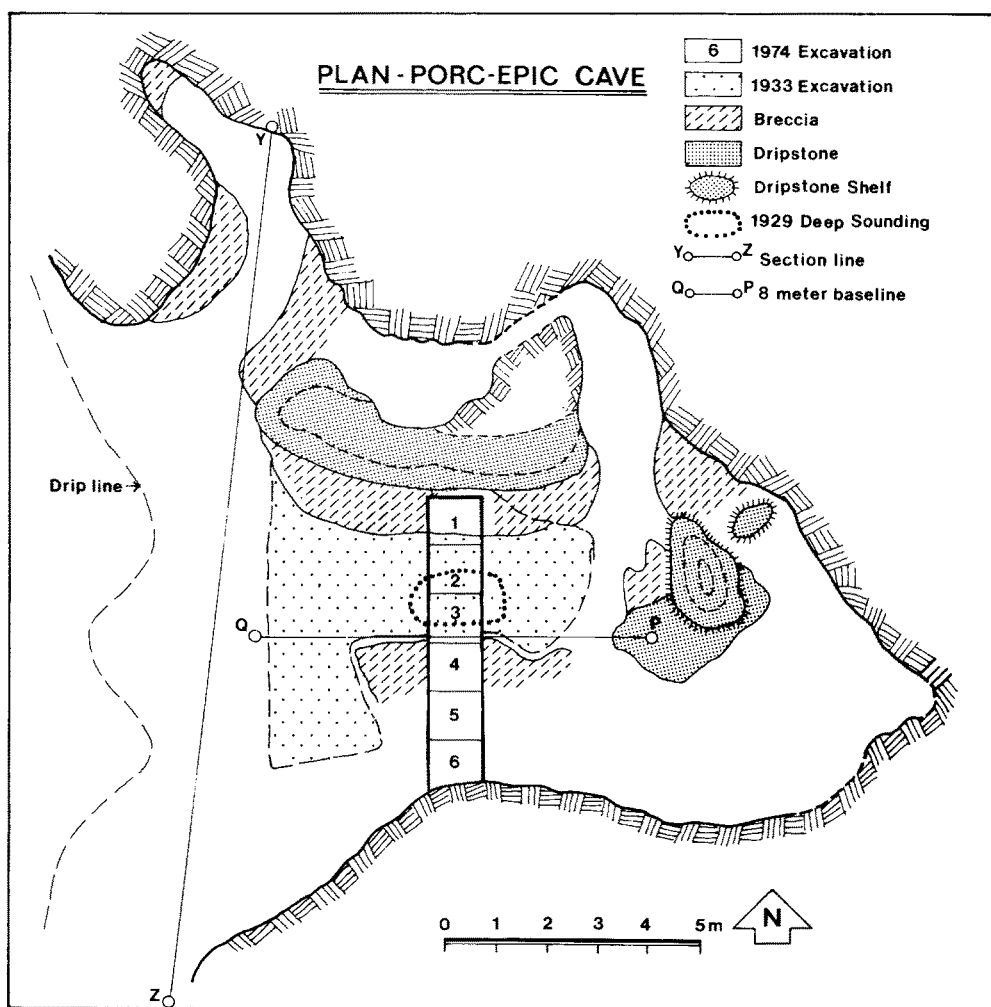 PLAN-PORC-EPIC CAVE
6 1974 Excavation
1933 Excavation
Breccia
Dripstone
Dripstone Shelf
1929 Deep Sounding
Y Z Section line
Q P 8 meter baseline
Y
Drip line
1
2
3
Q
P
4
5
6
0 1 2 3 4 5m
N
Z